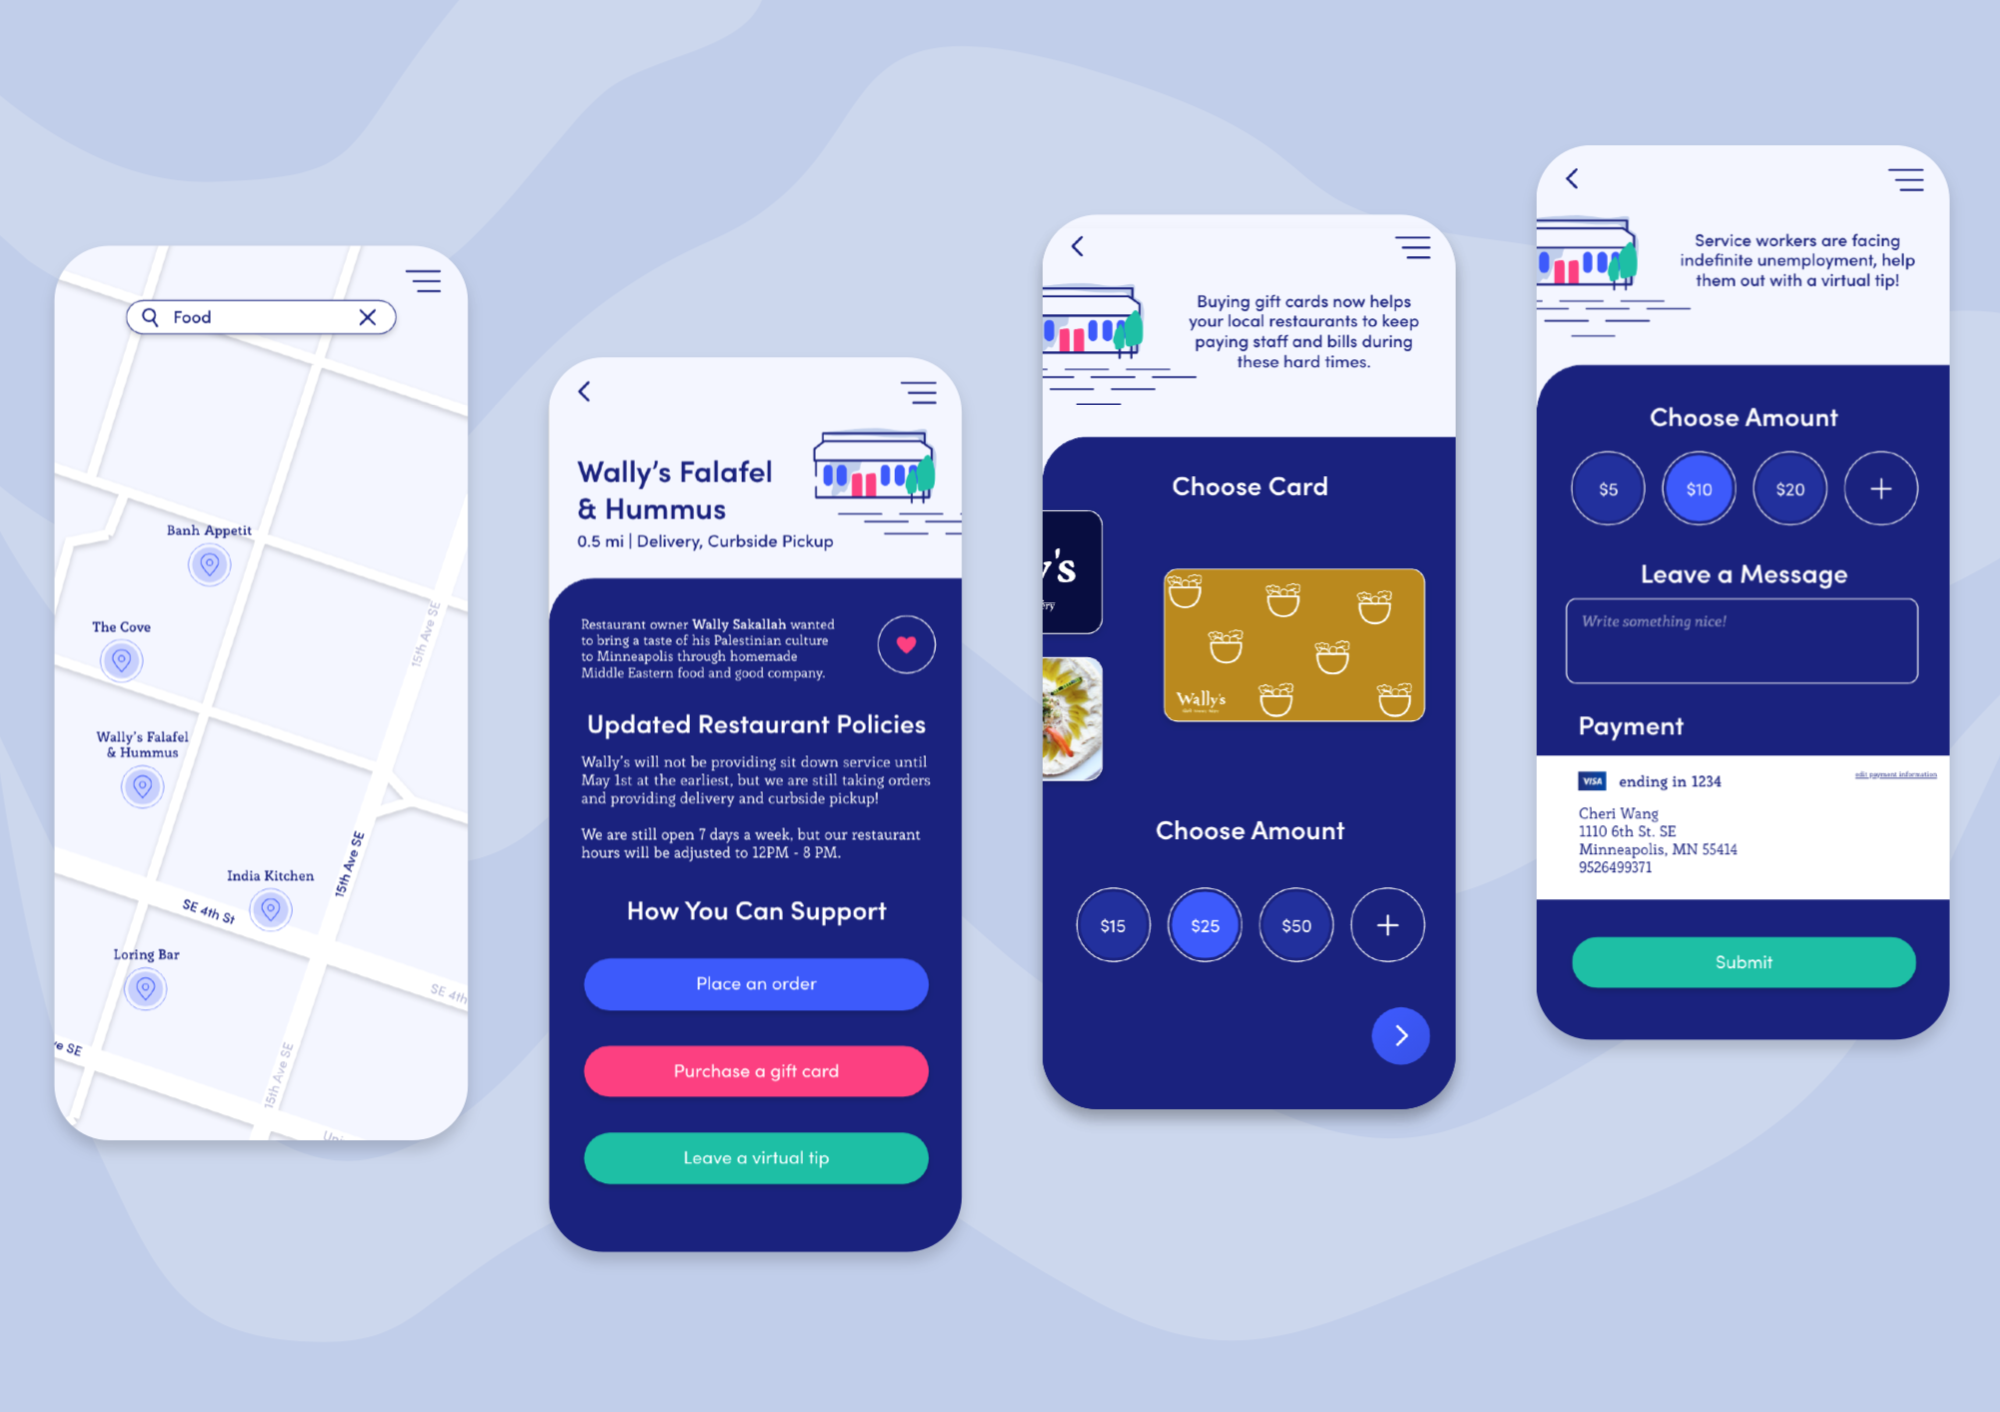 Food
Banh Appetit
The Cove
Wally's Falafel
& Hummus
India Kitchen
Loring Bar
15th Ave SE
15th Ave SE
SE 4th St
SE 4th
15th Ave SE
ve SE
Uni
Wally's Falafel
& Hummus
0.5 mi | Delivery, Curbside Pickup
Restaurant owner Wally Sakallah wanted
to bring a taste of his Palestinian culture
to Minneapolis through homemade
Middle Eastern food and good company.
Updated Restaurant Policies
Wally's will not be providing sit down service until
May 1st at the earliest, but we are still taking orders
and providing delivery and curbside pickup!
We are still open 7 days a week, but our restaurant
hours will be adjusted to 12PM - 8 PM.
How You Can Support
Place an order
Purchase a gift card
Leave a virtual tip
Buying gift cards now helps
your local restaurants to keep
paying staff and bills during
these hard times.
Choose Card
y's
Wally's
Choose Amount
$15
$25
$50
+
Service workers are facing
indefinite unemployment, help
them out with a virtual tip!
Choose Amount
$5
$10
$20
+
Leave a Message
Write something nice!
Payment
VISA
ending in 1234
edit payment information
Cheri Wang
1110 6th St. SE
Minneapolis, MN 55414
9526499371
Submit